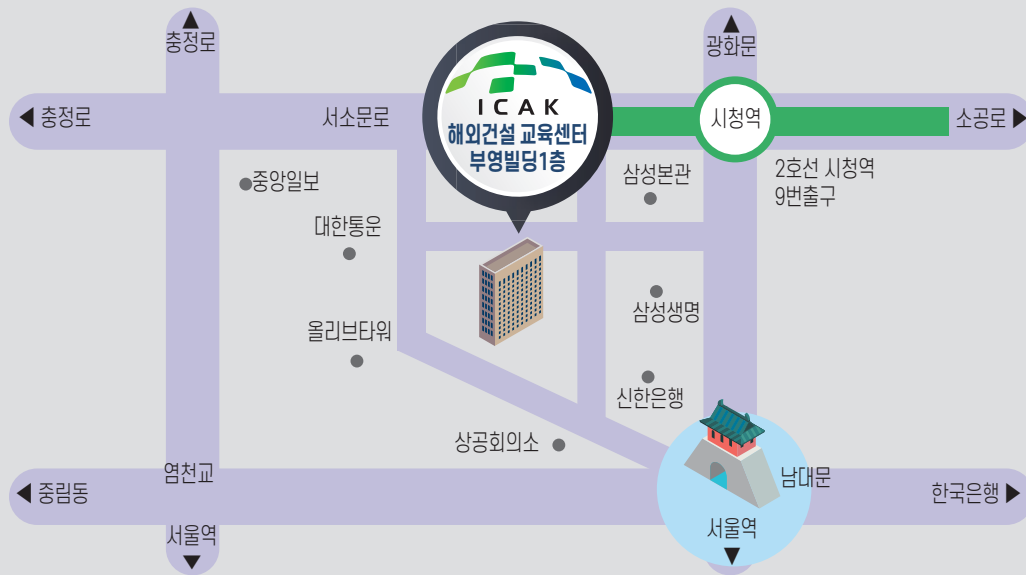 충정로
광화문
충정로
서소문로
ICAK
해외건설 교육센터
부영빌딩1층
시청역
소공로
2호선 시청역
9번출구
중앙일보
삼성본관
대한통운
삼성생명
올리브타워
신한은행
상공회의소
염천교
남대문
중림동
한국은행
서울역
서울역